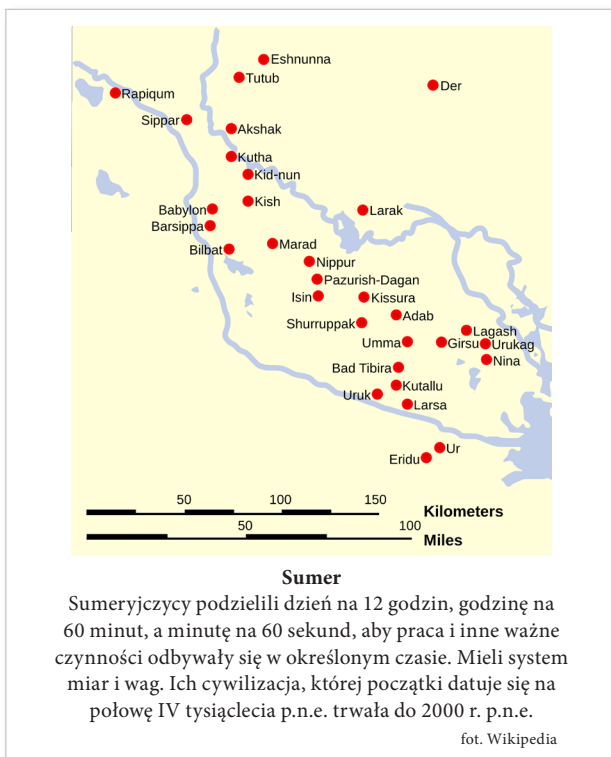 Eshnunna
Tutub
Der
Rapiqum
Sippar
Akshak
Kutha
Kid-nun
Kish
Babylon
Larak
Barsippa
Marad
Bilbat
Nippur
Pazurish-Dagan
Isin
Kissura
Adab
Shurruppak
Lagash
Umma
Girsu
Urukag
Nina
Bad Tibira
Kutallu
Uruk
Larsa
Ur
Eridu
50 100 150
Kilometers
50 100
Miles
Sumer
Sumeryjczycy podzielili dzień na 12 godzin, godzinę na
60 minut, a minutę na 60 sekund, aby praca i inne ważne
czynności odbywały się w określonym czasie. Mieli system
miar i wag. Ich cywilizacja, której początki datuje się na
połowę IV tysiąclecia p.n.e. trwała do 2000 r. p.n.e.
fot. Wikipedia